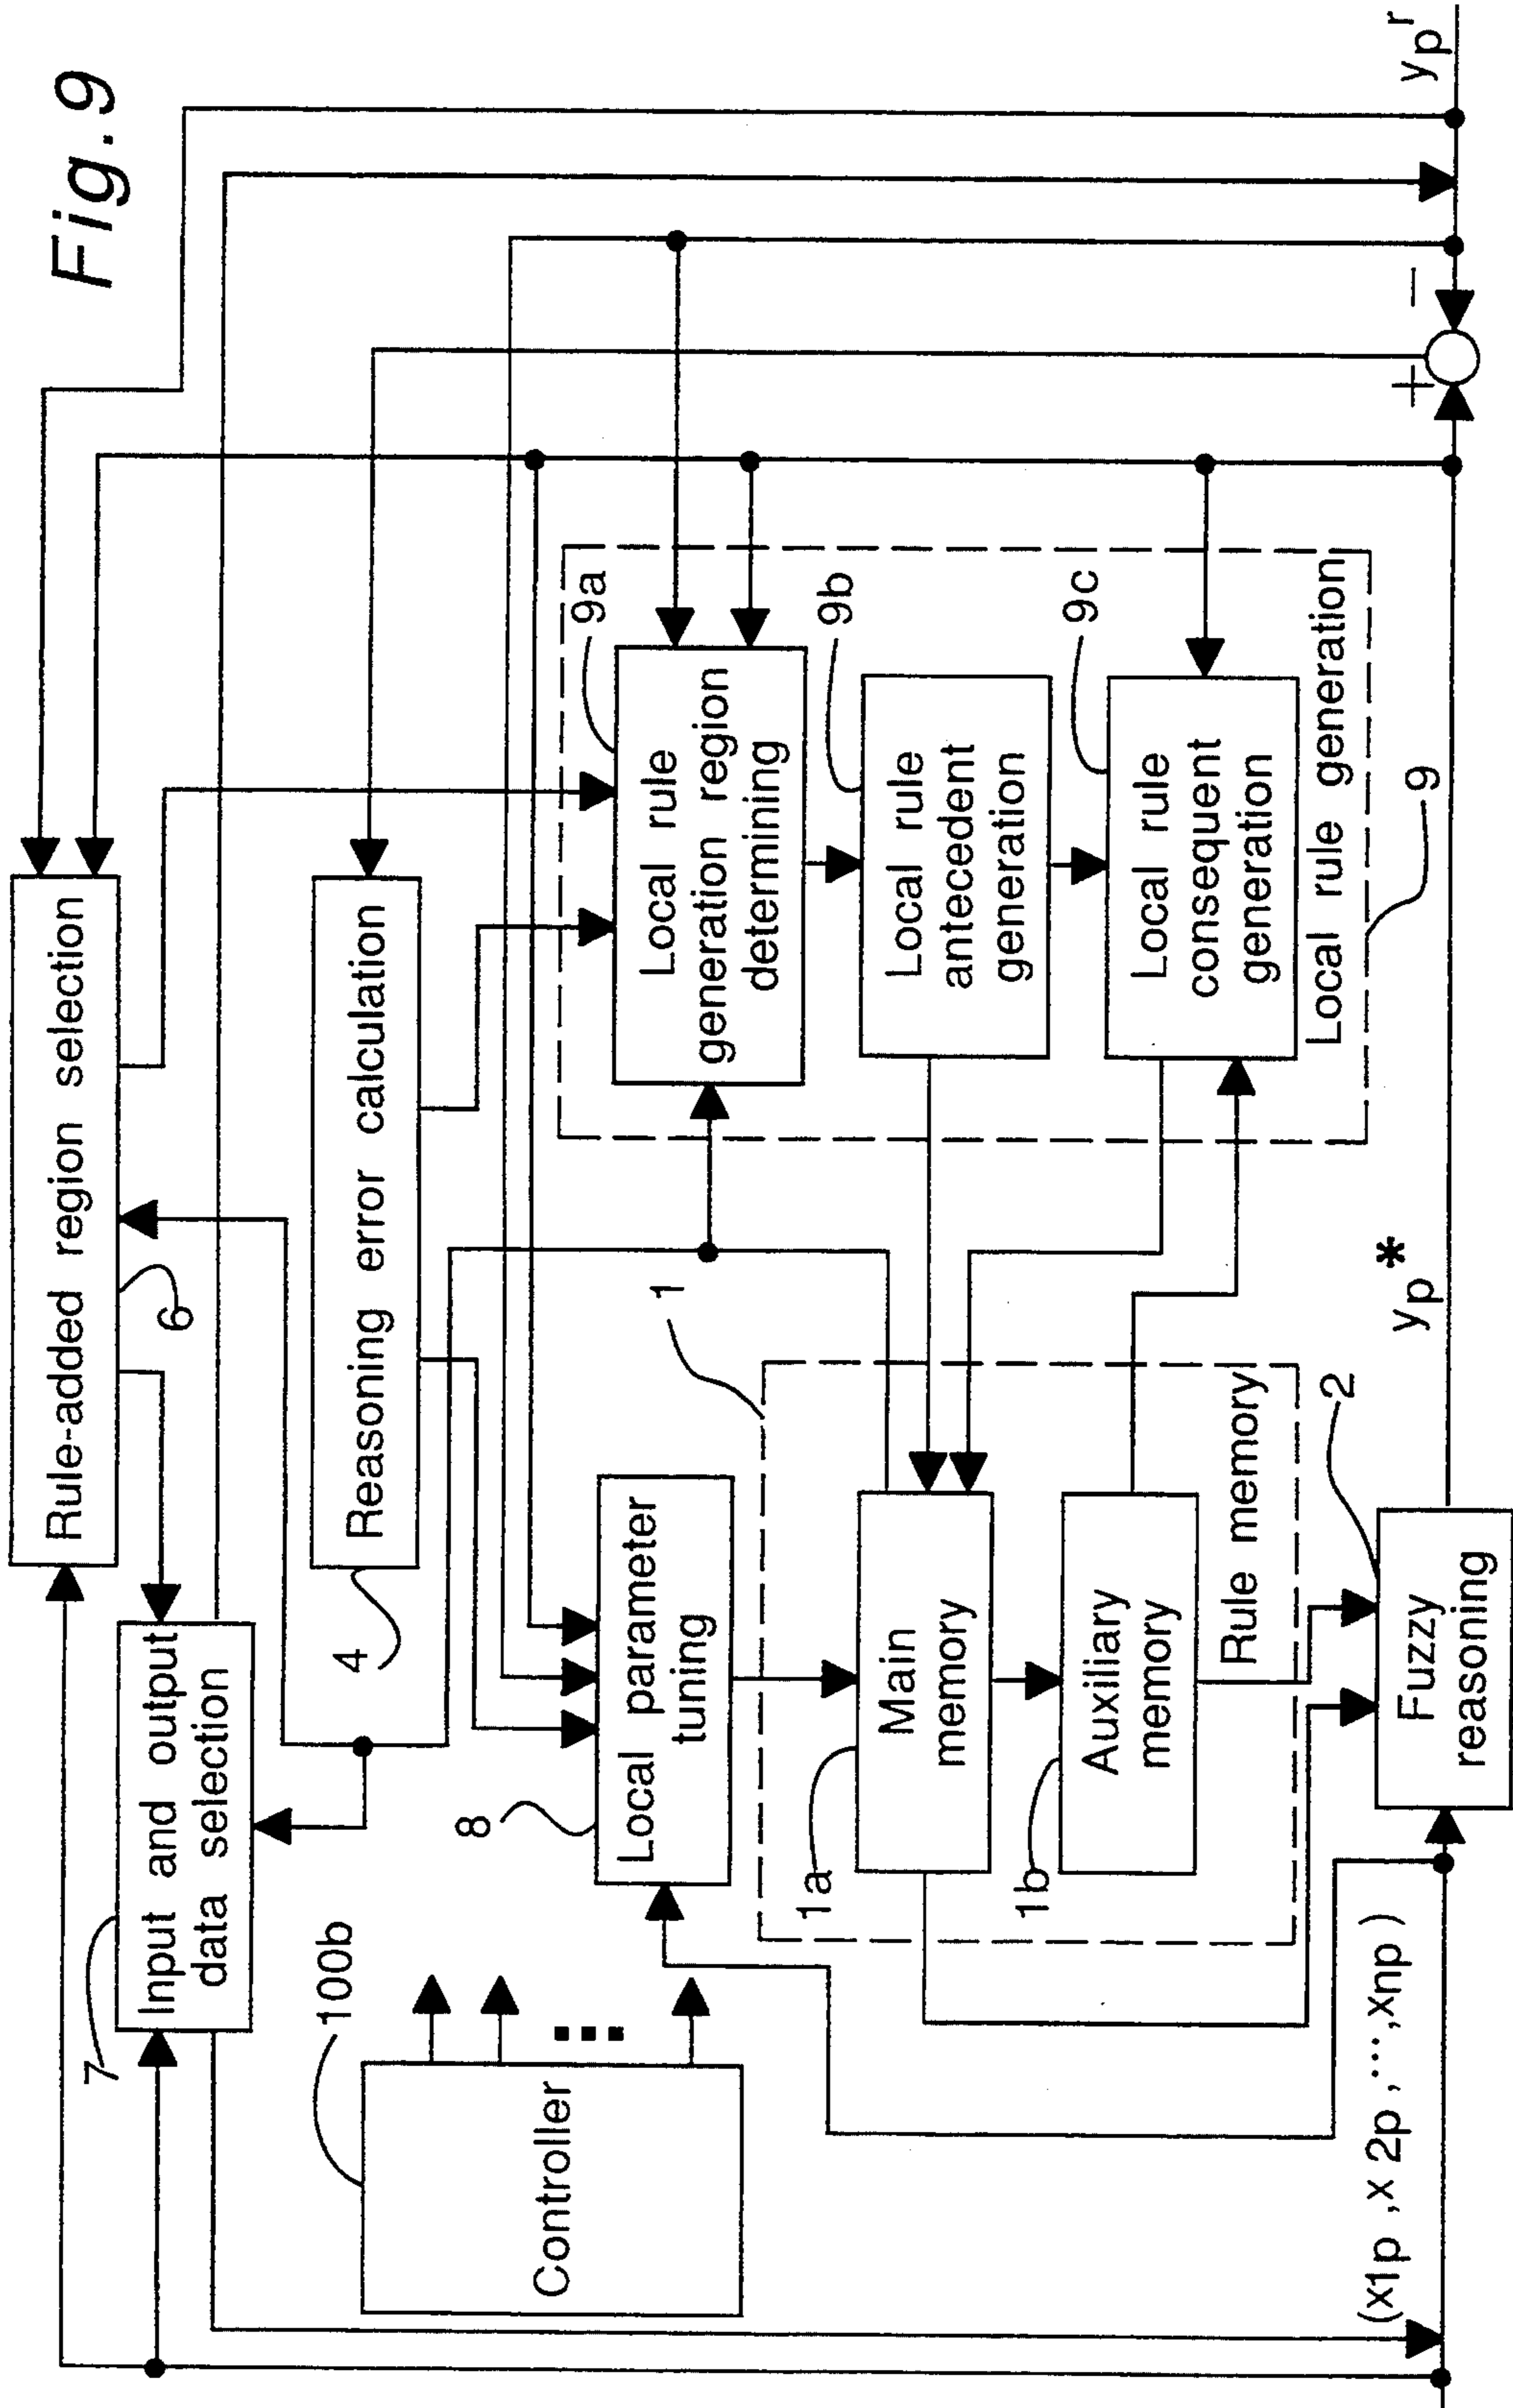 Fig.9
Rule-added region selection
6
7
Input and output
data selection
Reasoning error calculation
4
100b
Controller
8
Local parameter
tuning
1
1a
Main
memory
1b
Auxiliary
memory
Rule memory
9a
Local rule
generation region
determining
9b
Local rule
antecedent
generation
9c
Local rule
consequent
generation
Local rule generation
9
2
Fuzzy
reasoning
(x1p ,x 2p ,⋯,xnp )
yp*
+
−
ypr